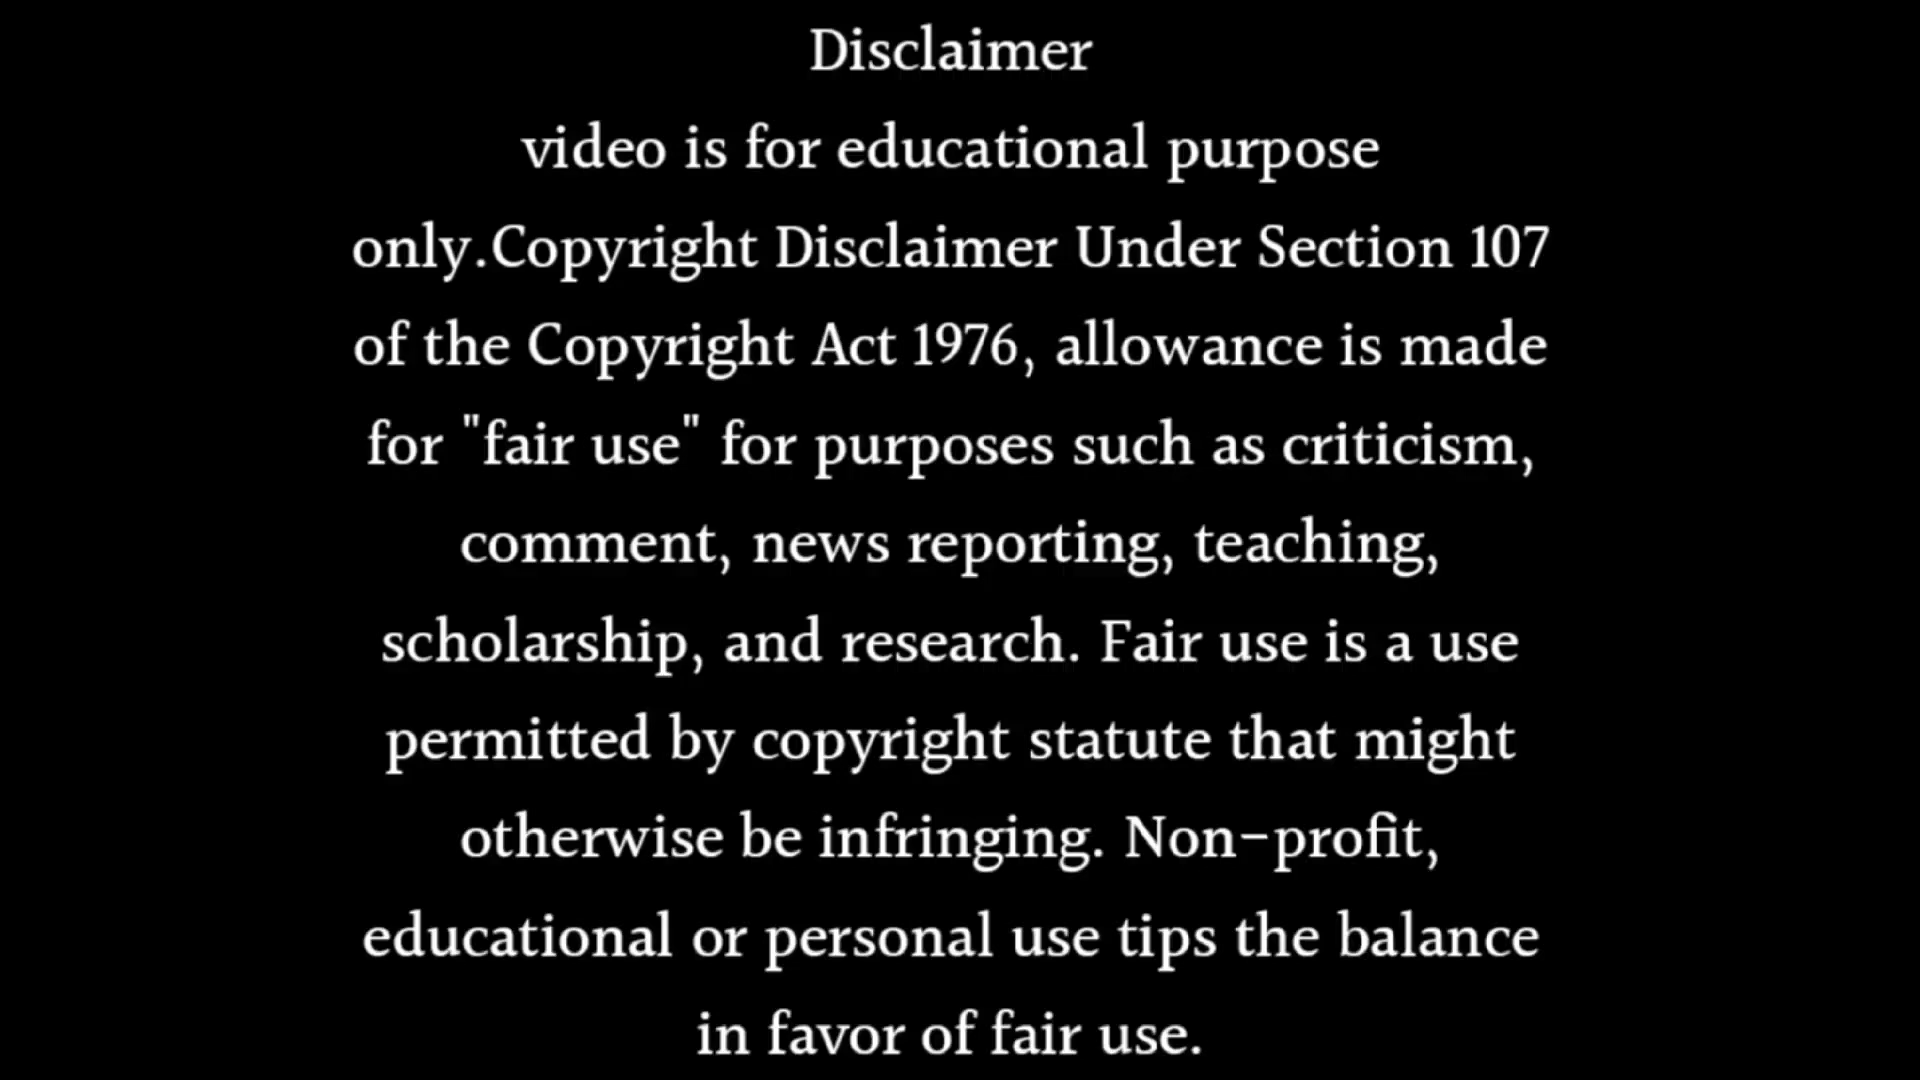 Disclaimer
video is for educational purpose
only.Copyright Disclaimer Under Section 107
of the Copyright Act 1976, allowance is made
for "fair use" for purposes such as criticism,
comment, news reporting, teaching,
scholarship, and research. Fair use is a use
permitted by copyright statute that might
otherwise be infringing. Non-profit,
educational or personal use tips the balance
in favor of fair use.